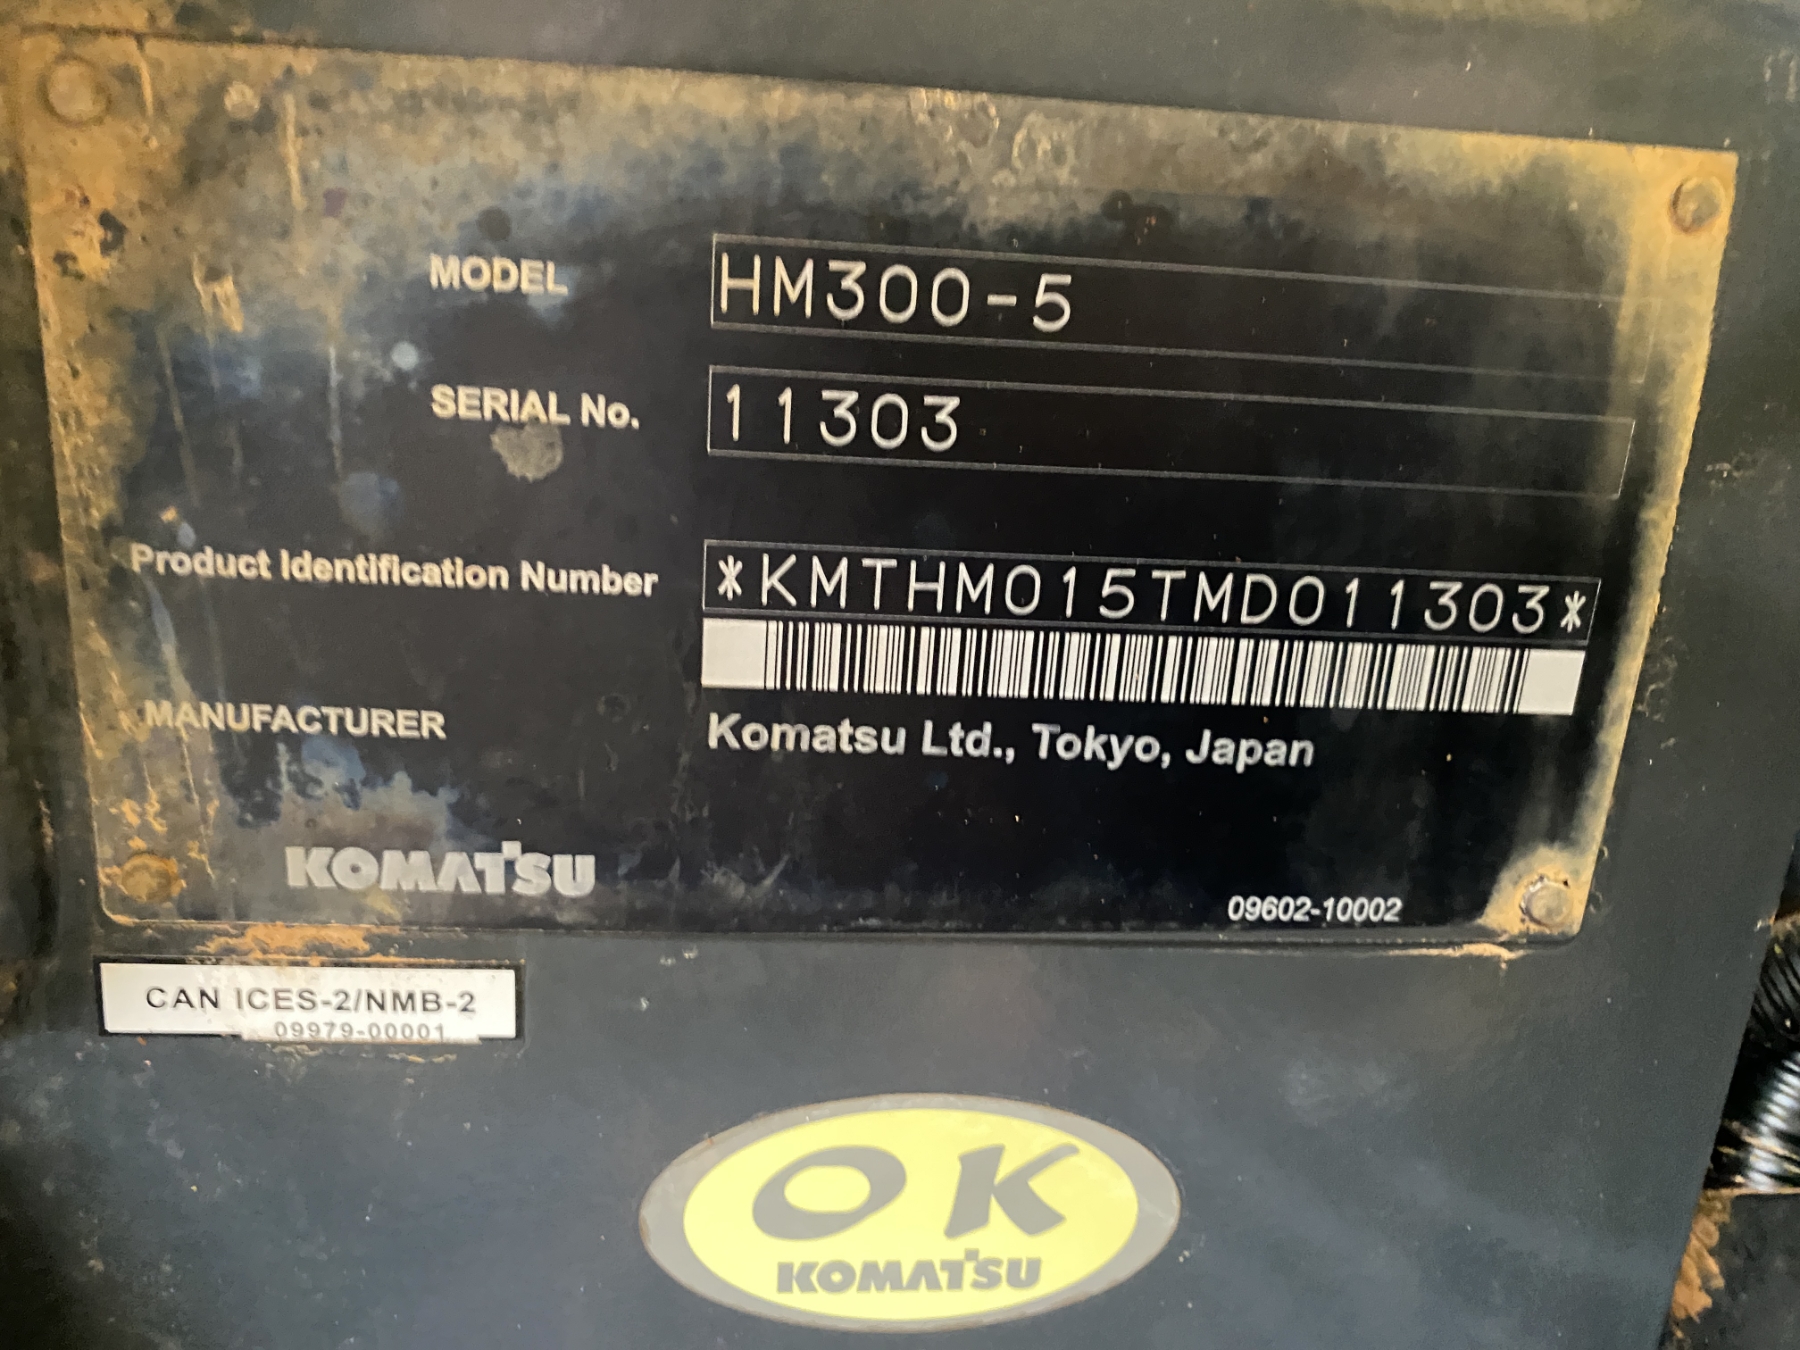 MODEL HM300-5
SERIAL No. 11303
Product Identification Number *KMTHM015TMD011303*
MANUFACTURER Komatsu Ltd., Tokyo, Japan
KOMATSU
09602-10002
CAN ICES-2/NMB-2
09979-00001
OK
KOMATSU